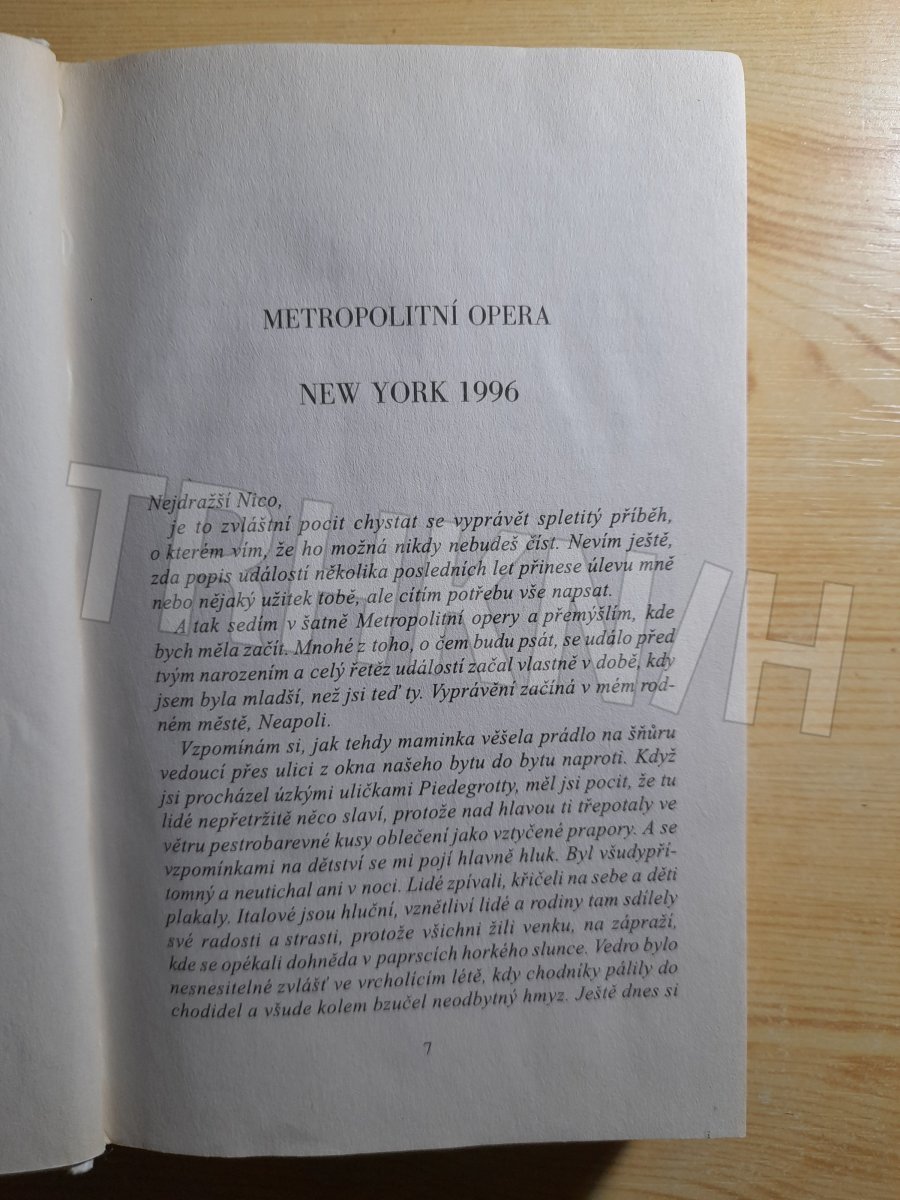 METROPOLITNÍ OPERA
NEW YORK 1996
Nejdražší Nico,
je to zvláštní pocit chystat se vyprávět spletitý příběh,
o kterém vím, že ho možná nikdy nebudeš číst. Nevím ještě,
zda popis událostí několika posledních let přinese úlevu mně
nebo nějaký užitek tobě, ale cítím potřebu vše napsat.
A tak sedím v šatně Metropolitní opery a přemýšlím, kde
bych měla začít. Mnohé z toho, o čem budu psát, se událo před
tvým narozením a celý řetěz událostí začal vlastně v době, kdy
jsem byla mladší, než jsi teď ty. Vyprávění začíná v mém rod-
ném městě, Neapoli.
Vzpomínám si, jak tehdy maminka věšela prádlo na šňůru
vedoucí přes ulici z okna našeho bytu do bytu naproti. Když
jsi procházel úzkými uličkami Piedegrotty, měl jsi pocit, že tu
lidé nepřetržitě něco slaví, protože nad hlavou ti třepotaly ve
větru pestrobarevné kusy oblečení jako vztyčené prapory. A se
vzpomínkami na dětství se mi pojí hlavně hluk. Byl všudypří-
tomný a neutichal ani v noci. Lidé zpívali, křičeli na sebe a děti
plakaly. Italové jsou hluční, vznětliví lidé a rodiny tam sdílely
své radosti a strasti, protože všichni žili venku, na zápraží,
kde se opékali dohněda v paprscích horkého slunce. Vedro bylo
nesnesitelné zvlášť ve vrcholícím létě, kdy chodníky pálily do
chodidel a všude kolem bzučel neodbytný hmyz. Ještě dnes si
7